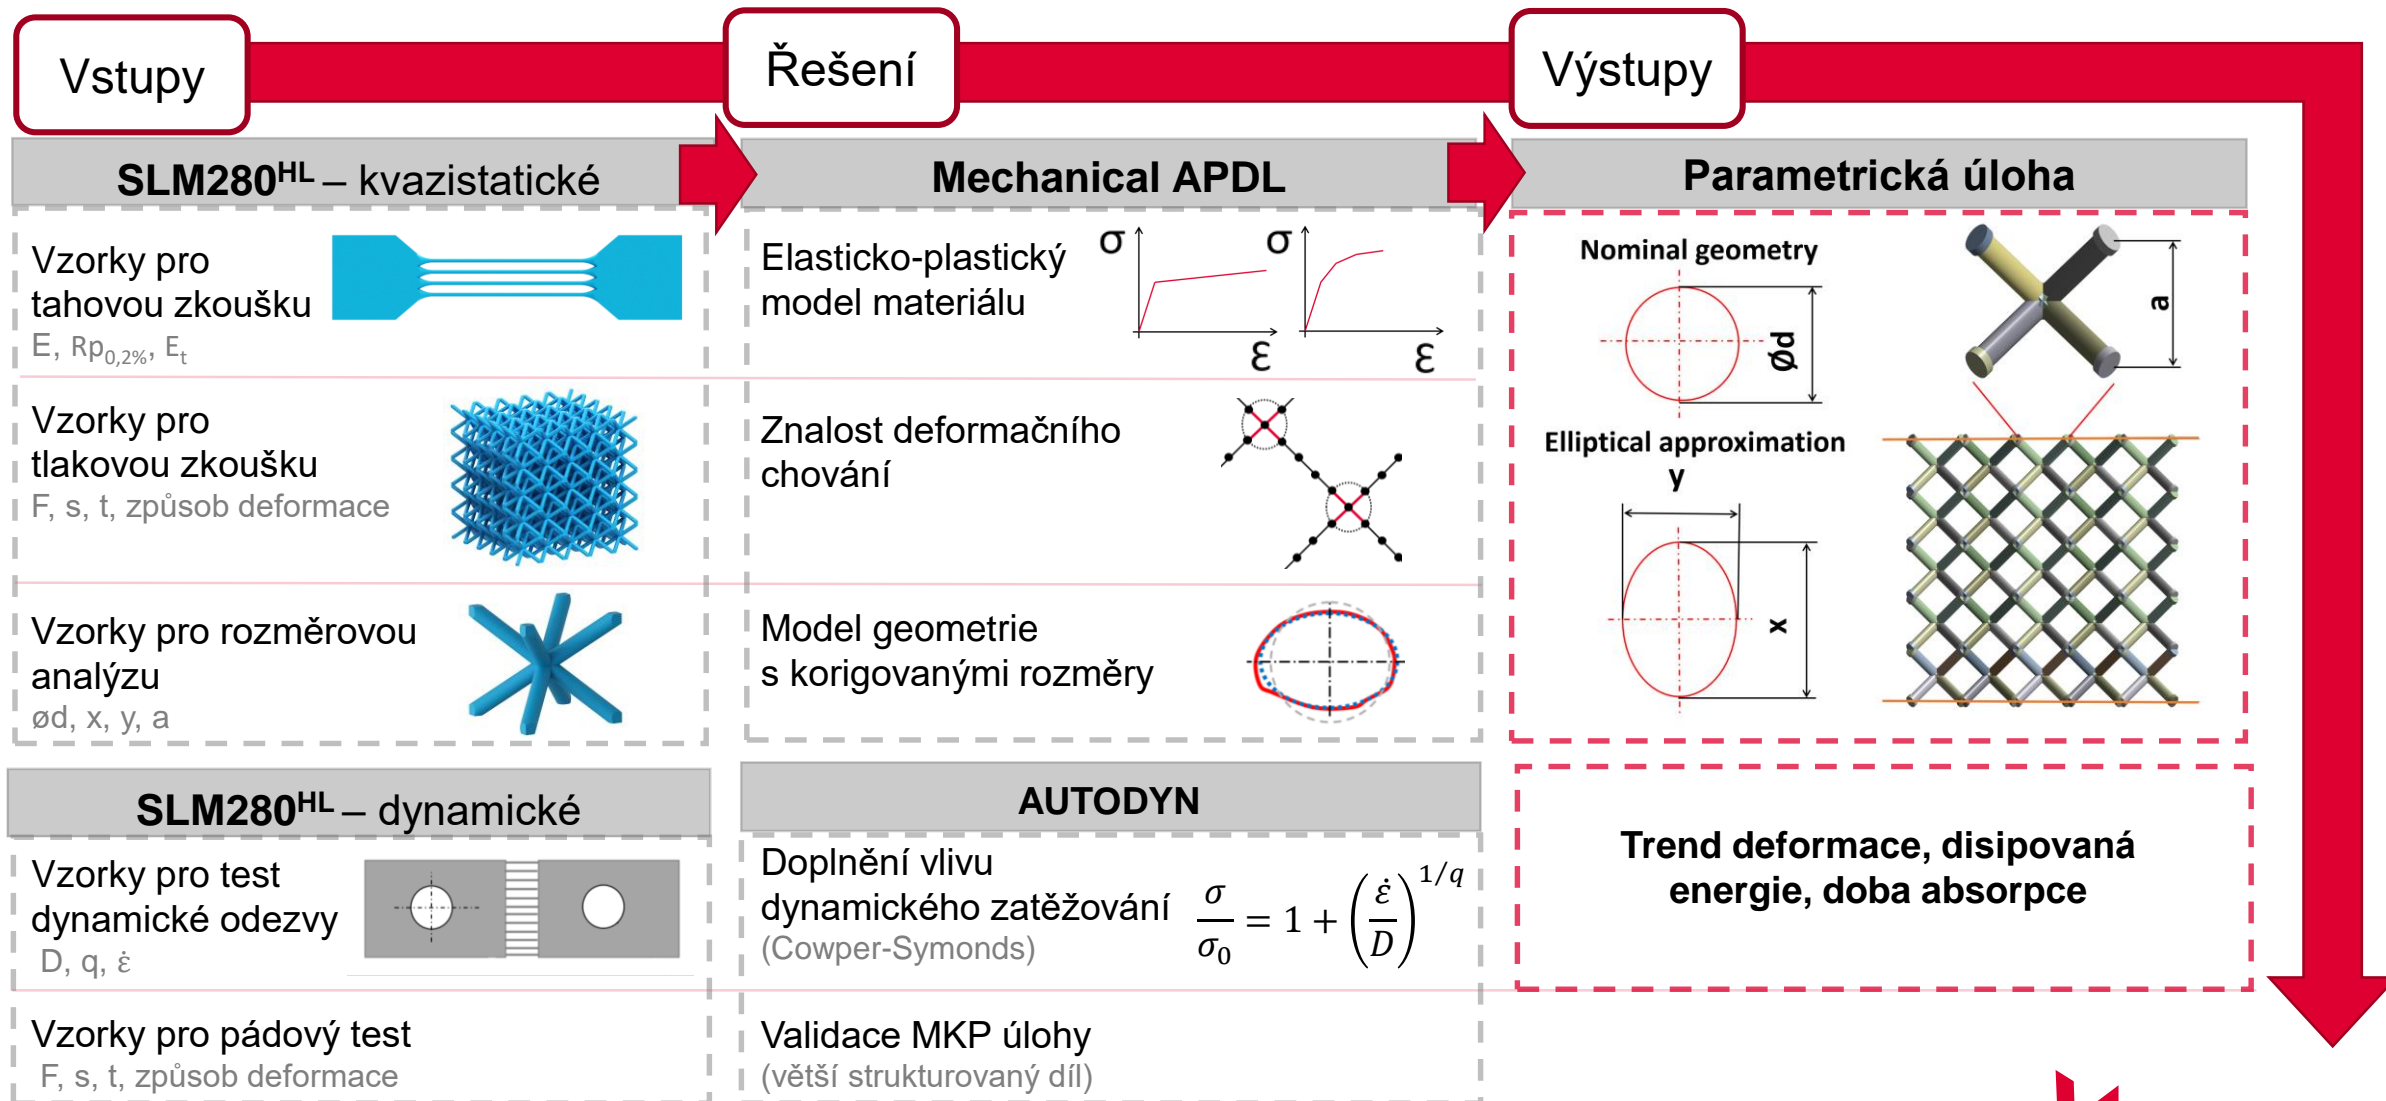 Vstupy
Řešení
Výstupy
SLM280HL – kvazistatické
Mechanical APDL
Parametrická úloha
Vzorky pro
tahovou zkoušku
E, Rp0,2%, Et
Elasticko-plastický
model materiálu
σ
ε
σ
ε
Nominal geometry
Ød
a
Vzorky pro
tlakovou zkoušku
F, s, t, způsob deformace
Znalost deformačního
chování
Elliptical approximation
y
x
Vzorky pro rozměrovou
analýzu
ød, x, y, a
Model geometrie
s korigovanými rozměry
SLM280HL – dynamické
AUTODYN
Trend deformace, disipovaná
energie, doba absorpce
Vzorky pro test
dynamické odezvy
D, q, ε̇
Doplnění vlivu
dynamického zatěžování
(Cowper-Symonds)
σ/σ0 = 1 + (ε̇/D)^1/q
Vzorky pro pádový test
F, s, t, způsob deformace
Validace MKP úlohy
(větší strukturovaný díl)